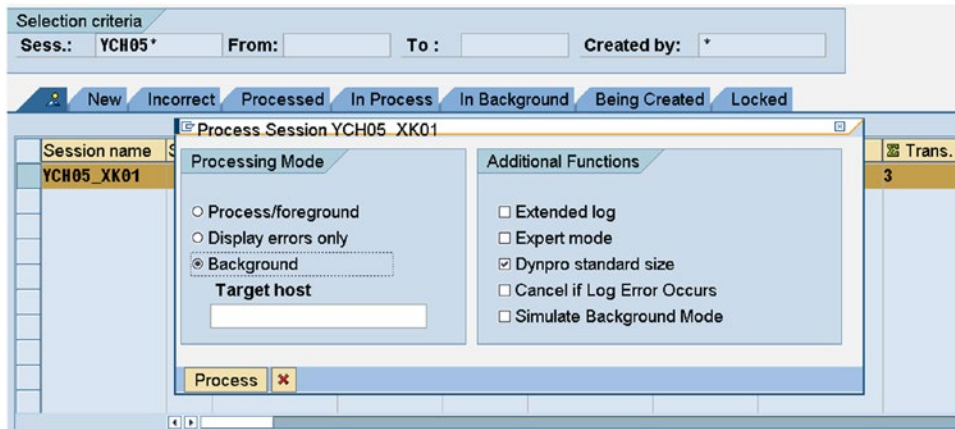 Selection criteria
Sess.: YCH05* From: To : Created by: *
New Incorrect Processed In Process In Background Being Created Locked
Process Session YCH05_XK01
Session name S Trans.
YCH05_XK01 3
Processing Mode
Process/foreground
Display errors only
Background
Target host
Additional Functions
Extended log
Expert mode
Dynpro standard size
Cancel if Log Error Occurs
Simulate Background Mode
Process